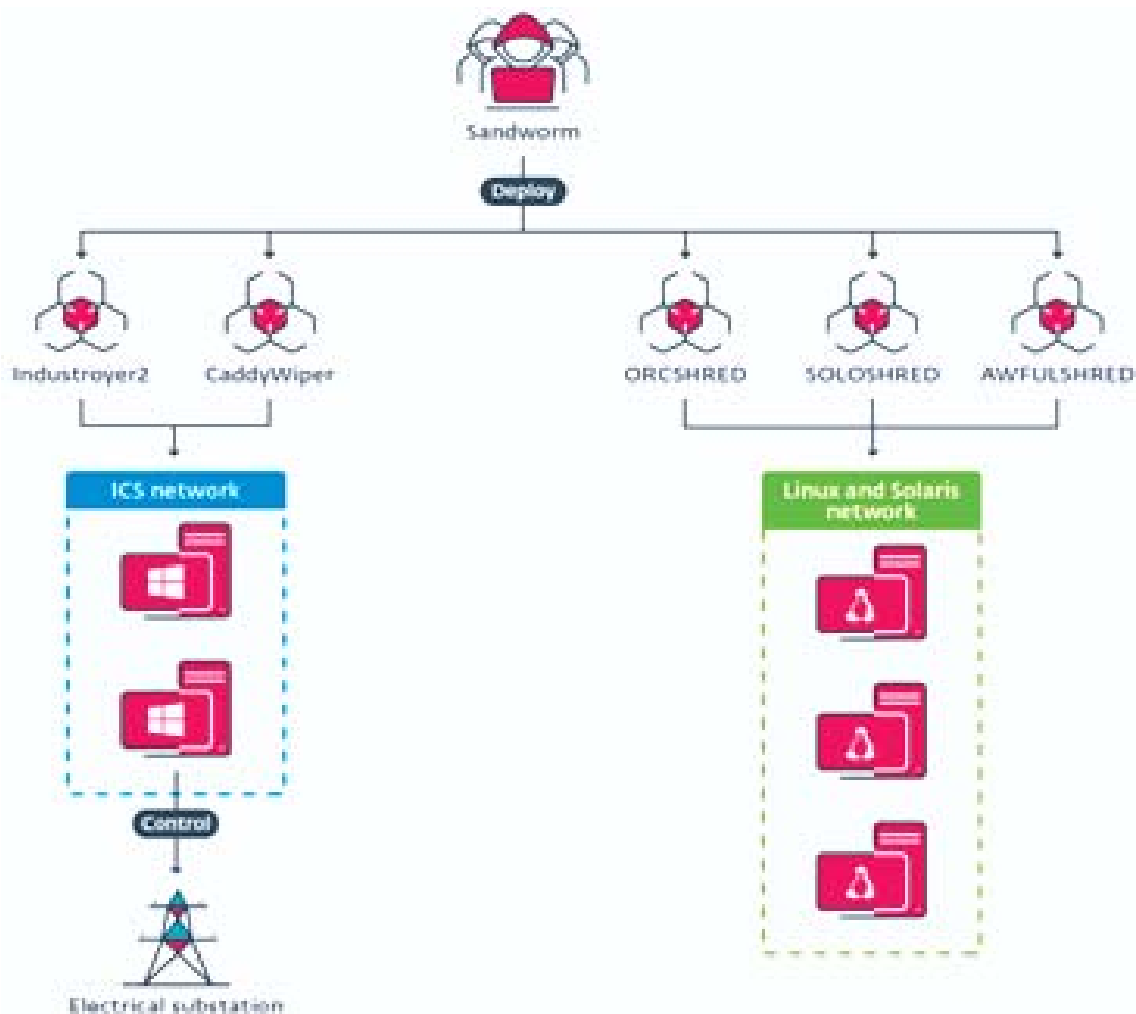 Sandworm
Deploy
Industroyer2
CaddyWiper
ORCSHRED
SOLOSHRED
AWFULSHRED
ICS network
Linux and Solaris
network
Control
Electrical substation